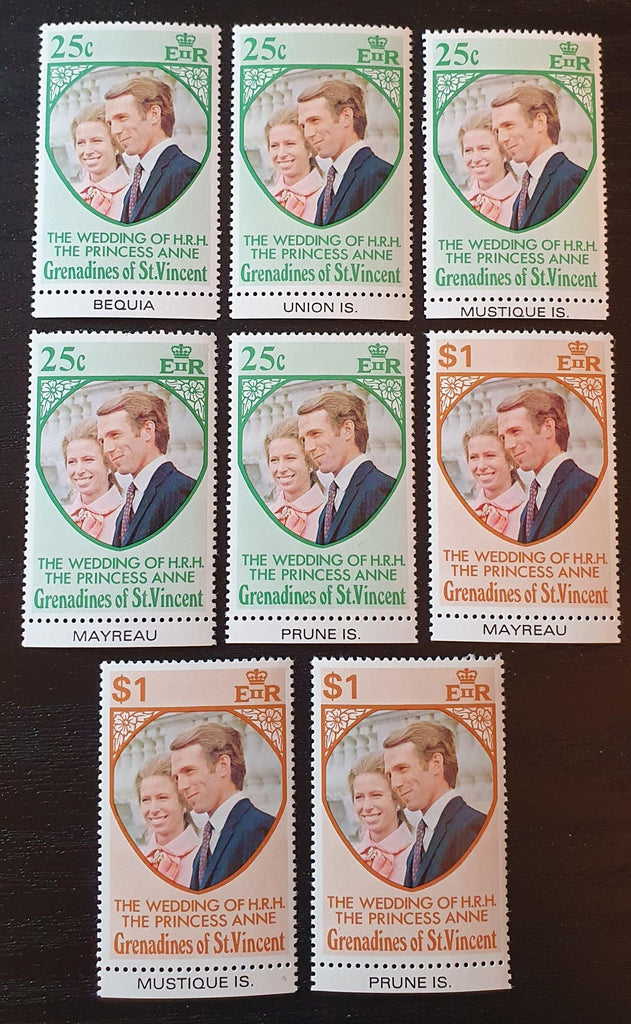 25c EIIR
THE WEDDING OF H.R.H.
THE PRINCESS ANNE
Grenadines of St.Vincent
BEQUIA
25c EIIR
THE WEDDING OF H.R.H.
THE PRINCESS ANNE
Grenadines of St.Vincent
UNION IS.
25c EIIR
THE WEDDING OF H.R.H.
THE PRINCESS ANNE
Grenadines of St.Vincent
MUSTIQUE IS.
25c EIIR
THE WEDDING OF H.R.H.
THE PRINCESS ANNE
Grenadines of St.Vincent
MAYREAU
25c EIIR
THE WEDDING OF H.R.H.
THE PRINCESS ANNE
Grenadines of St.Vincent
PRUNE IS.
$1 EIIR
THE WEDDING OF H.R.H.
THE PRINCESS ANNE
Grenadines of St.Vincent
MAYREAU
$1 EIIR
THE WEDDING OF H.R.H.
THE PRINCESS ANNE
Grenadines of St.Vincent
MUSTIQUE IS.
$1 EIIR
THE WEDDING OF H.R.H.
THE PRINCESS ANNE
Grenadines of St.Vincent
PRUNE IS.